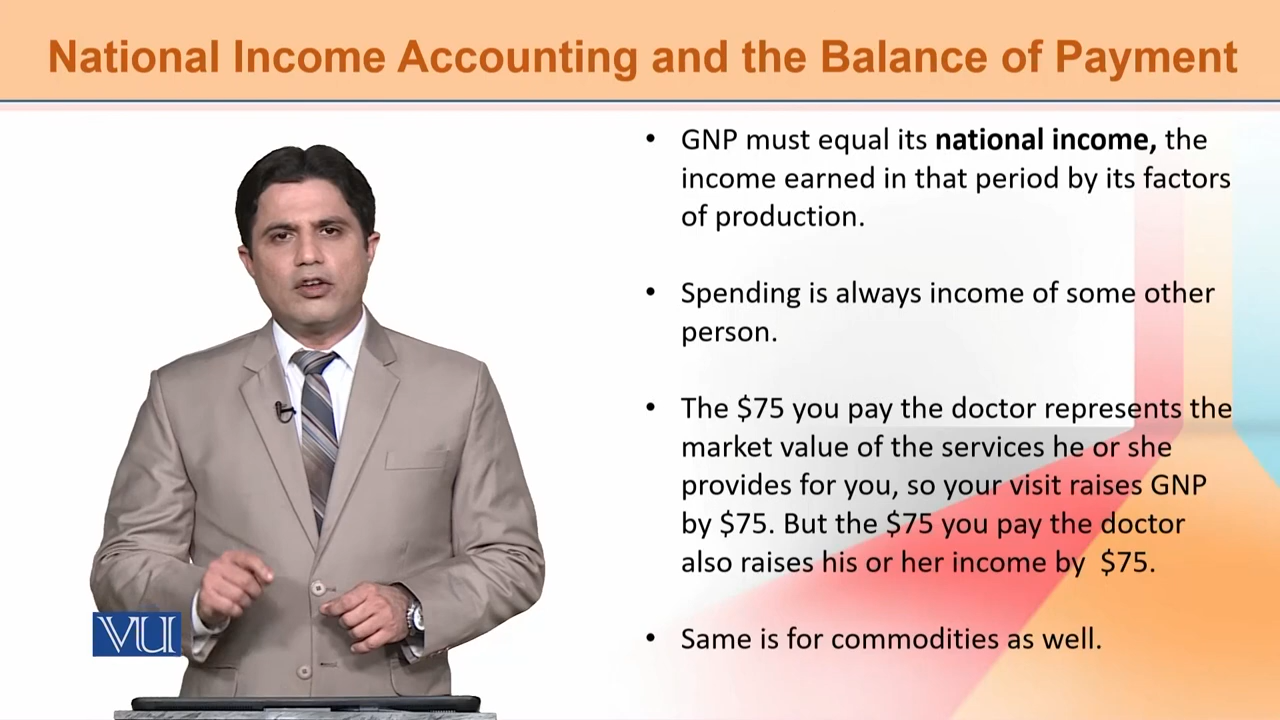 National Income Accounting and the Balance of Payment
• GNP must equal its national income, the
income earned in that period by its factors
of production.
• Spending is always income of some other
person.
• The $75 you pay the doctor represents the
market value of the services he or she
provides for you, so your visit raises GNP
by $75. But the $75 you pay the doctor
also raises his or her income by  $75.
• Same is for commodities as well.
VU